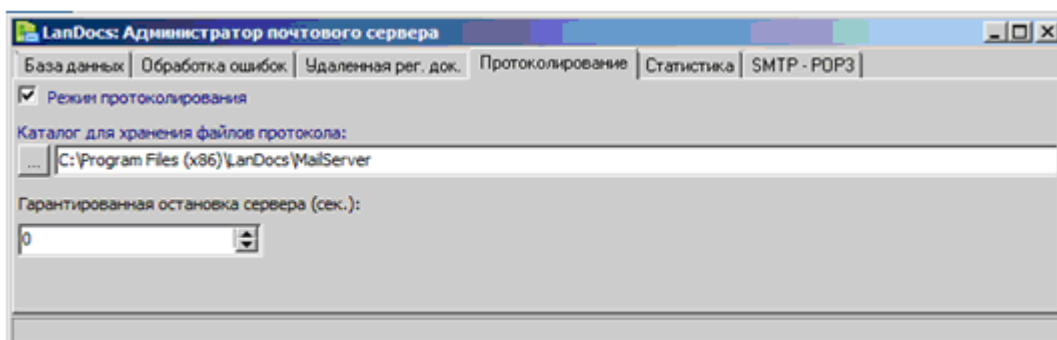 LanDocs: Администратор почтового сервера
База данных Обработка ошибок Удаленная рег. док. Протоколирование Статистика SMTP - POP3
Режим протоколирования
Каталог для хранения файлов протокола:
... C:\Program Files (x86)\LanDocs\MailServer
Гарантированная остановка сервера (сек.):
0